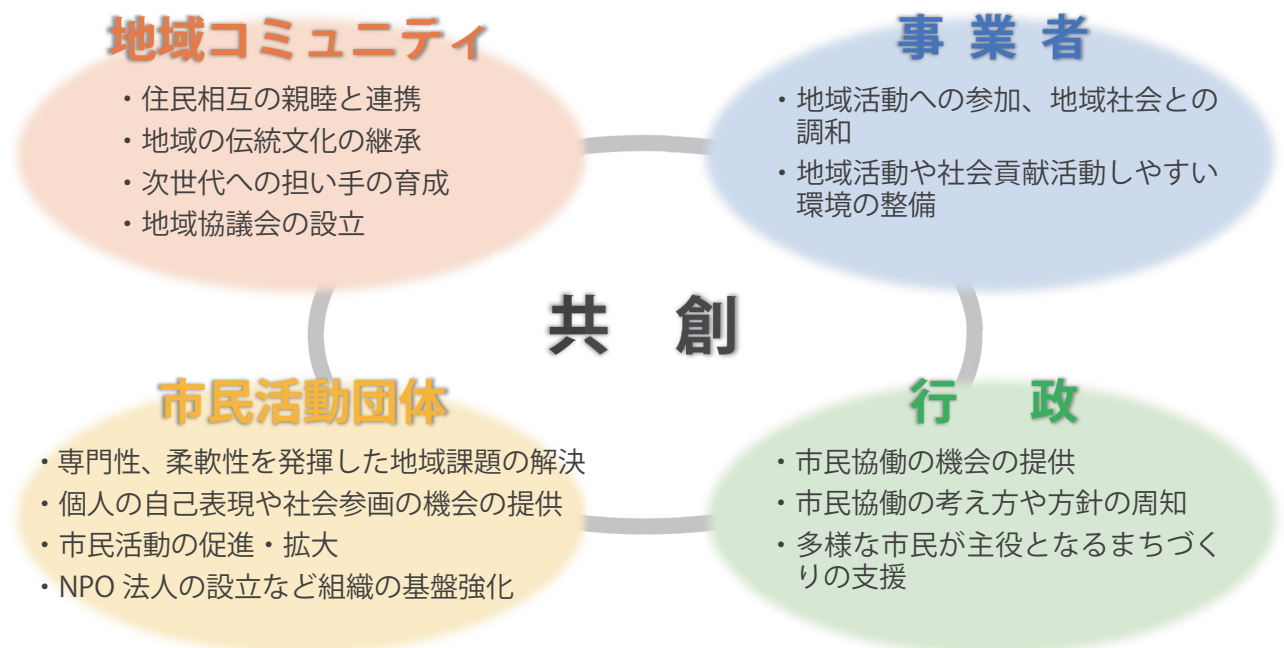 地域コミュニティ
・住民相互の親睦と連携
・地域の伝統文化の継承
・次世代への担い手の育成
・地域協議会の設立
事業者
・地域活動への参加、地域社会との
調和
・地域活動や社会貢献活動しやすい
環境の整備
共創
市民活動団体
・専門性、柔軟性を発揮した地域課題の解決
・個人の自己表現や社会参画の機会の提供
・市民活動の促進・拡大
・NPO 法人の設立など組織の基盤強化
行政
・市民協働の機会の提供
・市民協働の考え方や方針の周知
・多様な市民が主役となるまちづく
りの支援